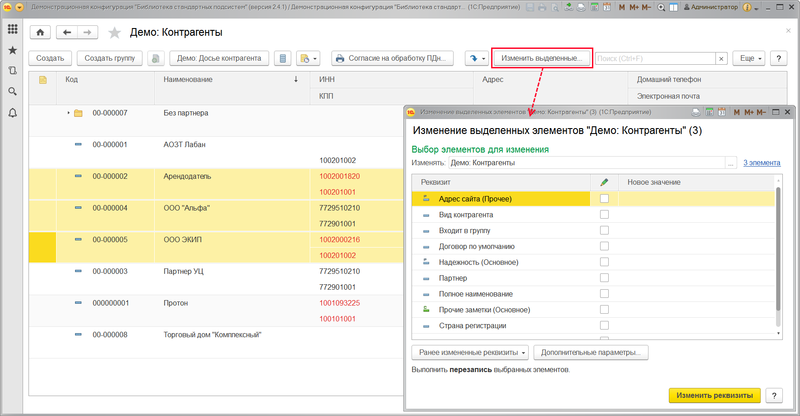 Демонстрационная конфигурация "Библиотека стандартных подсистем" (версия 2.4.1) / Демонстрационная конфигурация "Библиотека стандарт... (1С:Предприятие)
M M+ M−
Администратор
Демо: Контрагенты
Создать
Создать группу
Демо: Досье контрагента
Согласие на обработку ПДн...
Изменить выделенные...
Поиск (Ctrl+F)
×
Еще
?
Код
Наименование
↓
ИНН
Адрес
Домашний телефон
КПП
Электронная почта
00-000007
Без партнера
00-000001
АОЗТ Лабан
100201002
00-000002
Арендодатель
1002001820
100201001
00-000004
ООО "Альфа"
7729510210
772901001
00-000005
ООО ЭКИП
1002000216
100201002
00-000003
Партнер УЦ
7729510210
772901001
000000001
Протон
1001093225
100101001
00-000008
Торговый дом "Комплексный"
Изменение выделенных элементов "Демо: Контрагенты" (3) (1С:Предприятие)
M M+ M−
Изменение выделенных элементов "Демо: Контрагенты" (3)
Выбор элементов для изменения
Изменять:
Демо: Контрагенты
...
3 элемента
Реквизит
Новое значение
Адрес сайта (Прочее)
Вид контрагента
Входит в группу
Договор по умолчанию
Надежность (Основное)
Партнер
Полное наименование
Прочие заметки (Основное)
Страна регистрации
Ранее измененные реквизиты
Дополнительные параметры...
Выполнить перезапись выбранных элементов.
Изменить реквизиты
?